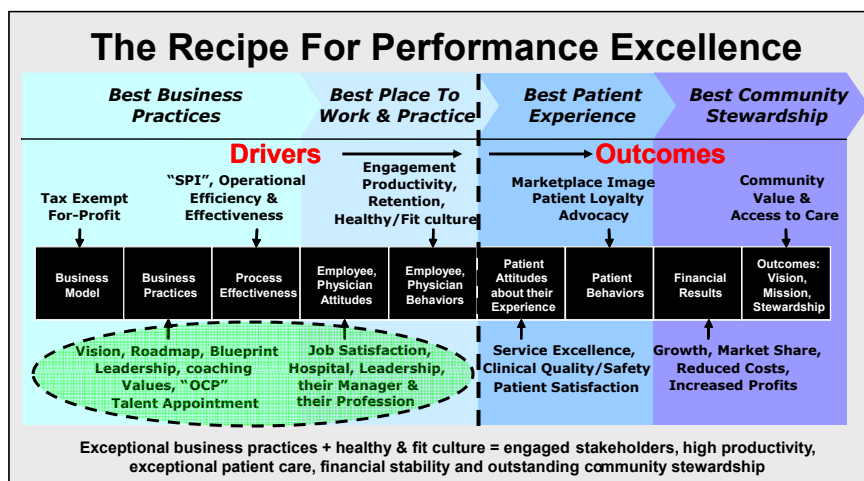 The Recipe For Performance Excellence
Best Business
Practices
Best Place To
Work & Practice
Best Patient
Experience
Best Community
Stewardship
Drivers
Outcomes
Tax Exempt
For-Profit
“SPI”, Operational
Efficiency &
Effectiveness
Engagement
Productivity,
Retention,
Healthy/Fit culture
Marketplace Image
Patient Loyalty
Advocacy
Community
Value &
Access to Care
Business
Model
Business
Practices
Process
Effectiveness
Employee,
Physician
Attitudes
Employee,
Physician
Behaviors
Patient
Attitudes
about their
Experience
Patient
Behaviors
Financial
Results
Outcomes:
Vision,
Mission,
Stewardship
Vision, Roadmap, Blueprint
Leadership, coaching
Values, “OCP”
Talent Appointment
Job Satisfaction,
Hospital, Leadership,
their Manager &
their Profession
Service Excellence,
Clinical Quality/Safety
Patient Satisfaction
Growth, Market Share,
Reduced Costs,
Increased Profits
Exceptional business practices + healthy & fit culture = engaged stakeholders, high productivity,
exceptional patient care, financial stability and outstanding community stewardship